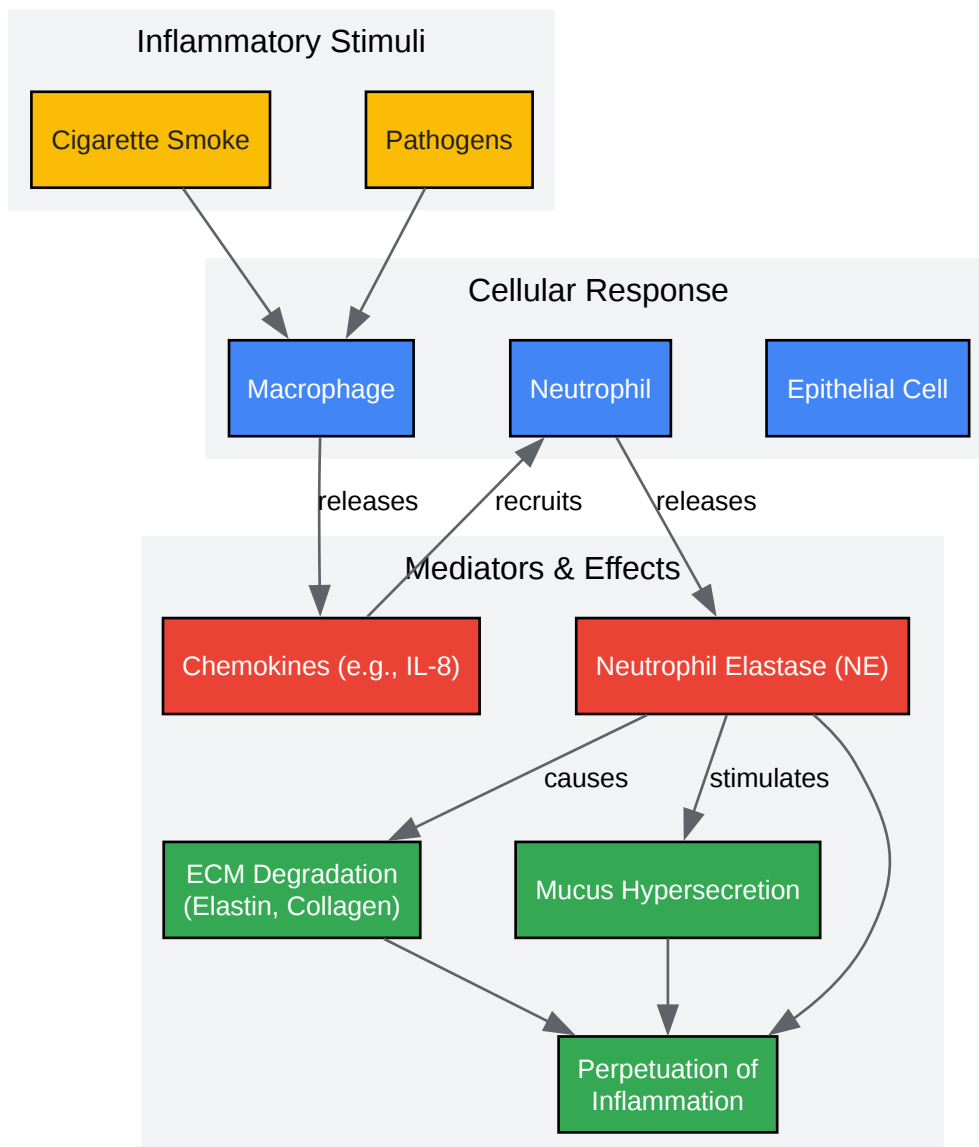 Inflammatory Stimuli
Cigarette Smoke
Pathogens
Cellular Response
Macrophage
Neutrophil
Epithelial Cell
releases
recruits
releases
Mediators & Effects
Chemokines (e.g., IL-8)
Neutrophil Elastase (NE)
causes
stimulates
ECM Degradation
(Elastin, Collagen)
Mucus Hypersecretion
Perpetuation of
Inflammation